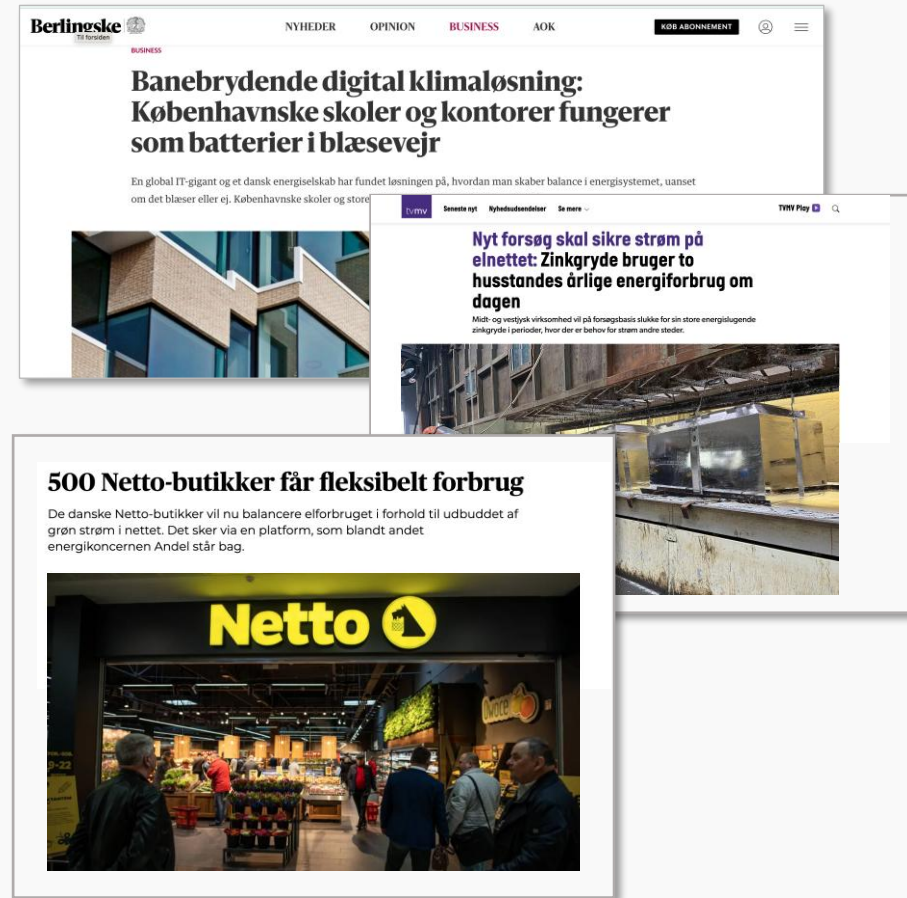 Berlingske
Til forsiden
NYHEDER OPINION BUSINESS AOK
KØB ABONNEMENT
BUSINESS
Banebrydende digital klimaløsning:
Københavnske skoler og kontorer fungerer
som batterier i blæsevejr
En global IT-gigant og et dansk energiselskab har fundet løsningen på, hvordan man skaber balance i energisystemet, uanset
om det blæser eller ej. Københavnske skoler og store
tvmv Seneste nyt Nyhedsudsendelser Se mere TVMV Play
Nyt forsøg skal sikre strøm på
elnettet: Zinkgryde bruger to
husstandes årlige energiforbrug om
dagen
Midt- og vestjysk virksomhed vil på forsøgsbasis slukke for sin store energislugende
zinkgryde i perioder, hvor der er behov for strøm andre steder.
500 Netto-butikker får fleksibelt forbrug
De danske Netto-butikker vil nu balancere elforbruget i forhold til udbuddet af
grøn strøm i nettet. Det sker via en platform, som blandt andet
energikoncernen Andel står bag.
Netto
Owoce